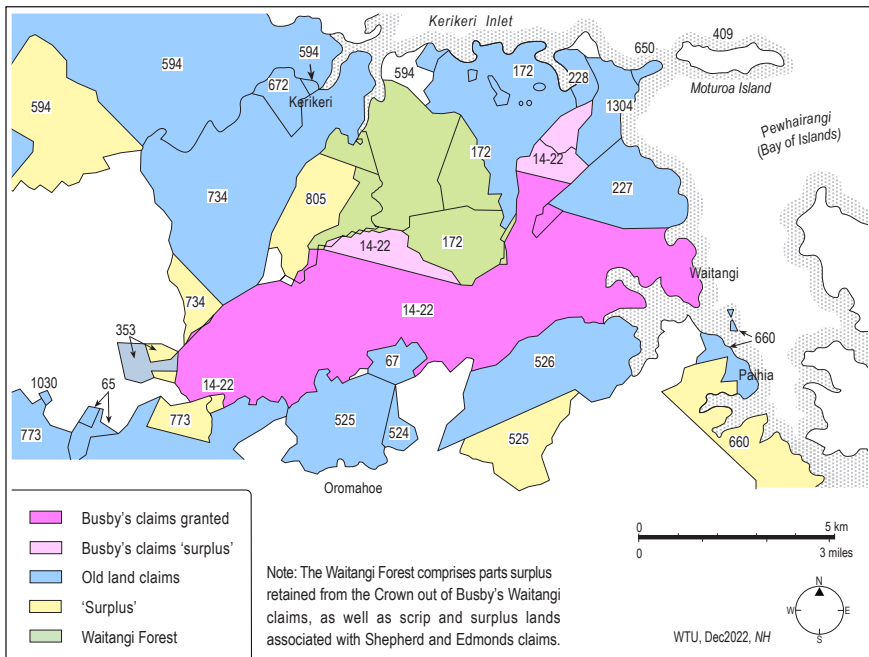 Kerikeri Inlet
409
594
650
594
594
672
172
228
Moturoa Island
Kerikeri
594
1304
Pewhairangi
(Bay of Islands)
172
14-22
734
805
227
172
14-22
Waitangi
734
14-22
353
660
67
526
Paihia
1030
65
14-22
773
773
525
524
525
660
Oromahoe
Busby's claims granted
Busby's claims ‘surplus’
Old land claims
‘Surplus’
Waitangi Forest
Note: The Waitangi Forest comprises parts surplus
retained from the Crown out of Busby's Waitangi
claims, as well as scrip and surplus lands
associated with Shepherd and Edmonds claims.
0 5 km
0 3 miles
N
W E
S
WTU, Dec2022, NH